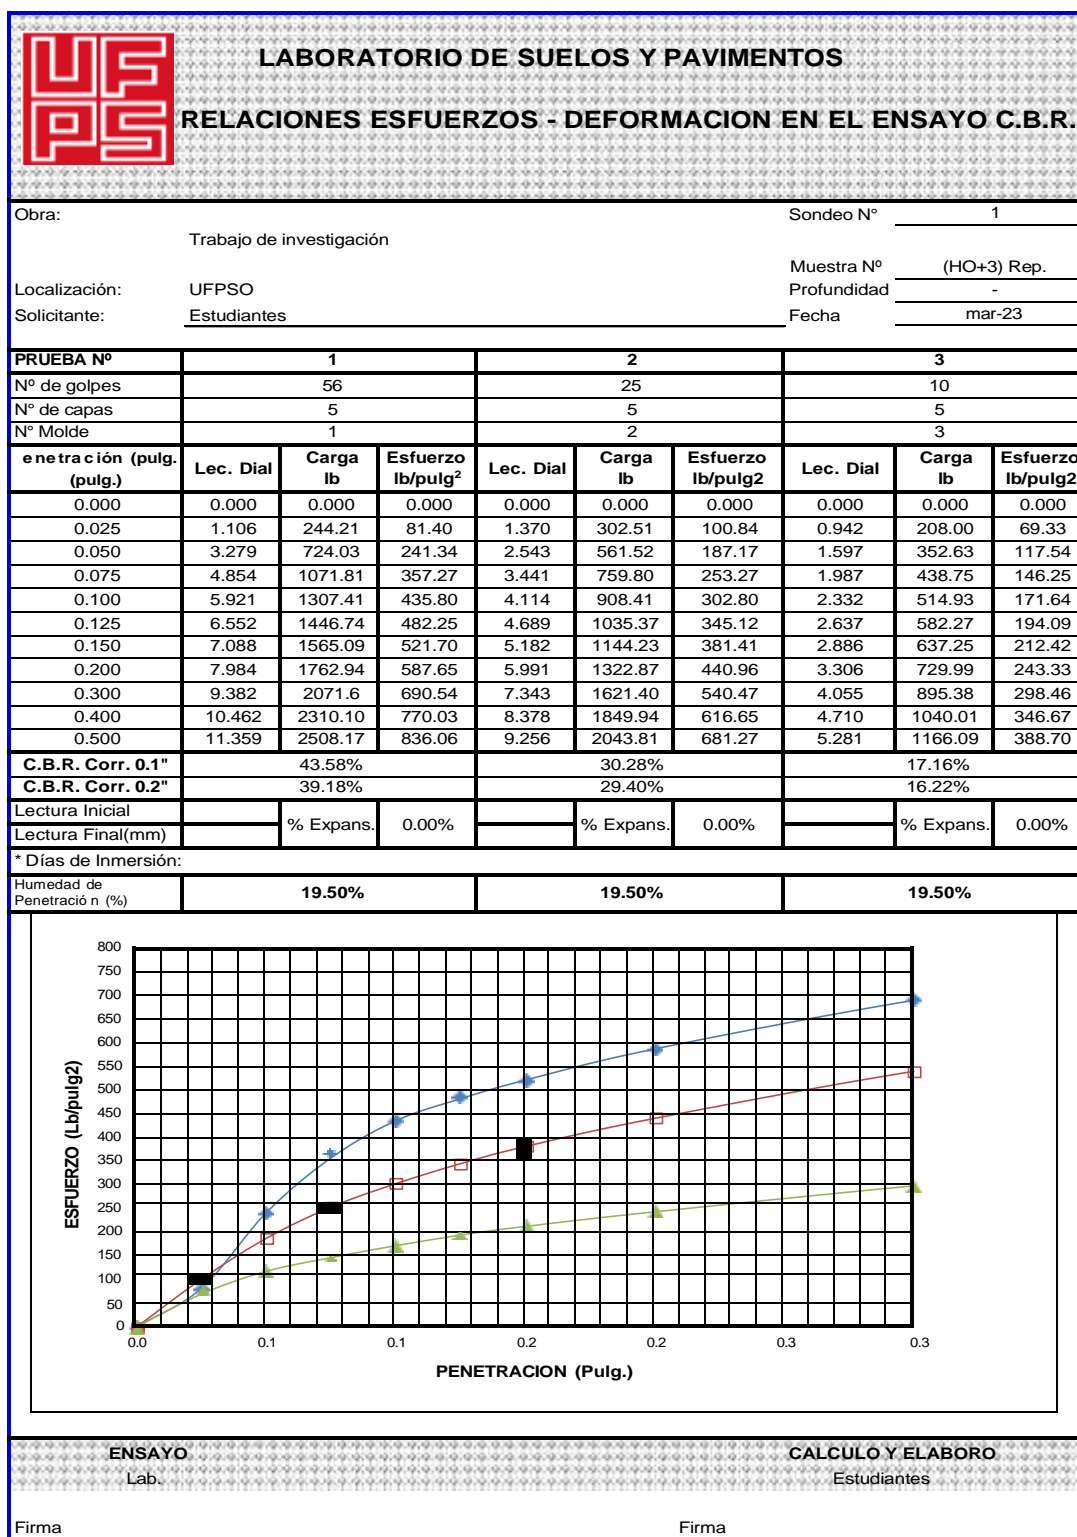 UFPS
LABORATORIO DE SUELOS Y PAVIMENTOS
RELACIONES ESFUERZOS - DEFORMACION EN EL ENSAYO C.B.R.
Obra: Sondeo N° 1
Trabajo de investigación
Muestra Nº (HO+3) Rep.
Localización: UFPSO Profundidad -
Solicitante: Estudiantes Fecha mar-23
PRUEBA Nº 1 2 3
Nº de golpes 56 25 10
N° de capas 5 5 5
N° Molde 1 2 3
enetración (pulg. Lec. Dial Carga Esfuerzo Lec. Dial Carga Esfuerzo Lec. Dial Carga Esfuerzo
(pulg.) lb lb/pulg² lb lb/pulg2 lb lb/pulg2
0.000 0.000 0.000 0.000 0.000 0.000 0.000 0.000 0.000 0.000
0.025 1.106 244.21 81.40 1.370 302.51 100.84 0.942 208.00 69.33
0.050 3.279 724.03 241.34 2.543 561.52 187.17 1.597 352.63 117.54
0.075 4.854 1071.81 357.27 3.441 759.80 253.27 1.987 438.75 146.25
0.100 5.921 1307.41 435.80 4.114 908.41 302.80 2.332 514.93 171.64
0.125 6.552 1446.74 482.25 4.689 1035.37 345.12 2.637 582.27 194.09
0.150 7.088 1565.09 521.70 5.182 1144.23 381.41 2.886 637.25 212.42
0.200 7.984 1762.94 587.65 5.991 1322.87 440.96 3.306 729.99 243.33
0.300 9.382 2071.6 690.54 7.343 1621.40 540.47 4.055 895.38 298.46
0.400 10.462 2310.10 770.03 8.378 1849.94 616.65 4.710 1040.01 346.67
0.500 11.359 2508.17 836.06 9.256 2043.81 681.27 5.281 1166.09 388.70
C.B.R. Corr. 0.1" 43.58% 30.28% 17.16%
C.B.R. Corr. 0.2" 39.18% 29.40% 16.22%
Lectura Inicial % Expans. 0.00% % Expans. 0.00% % Expans. 0.00%
Lectura Final(mm)
* Días de Inmersión:
Humedad de
Penetració n (%) 19.50% 19.50% 19.50%
800
750
700
650
600
550
500
450
400
350
300
250
200
150
100
50
0
ESFUERZO (Lb/pulg2)
0.0 0.1 0.1 0.2 0.2 0.3 0.3
PENETRACION (Pulg.)
ENSAYO CALCULO Y ELABORO
Lab. Estudiantes
Firma Firma